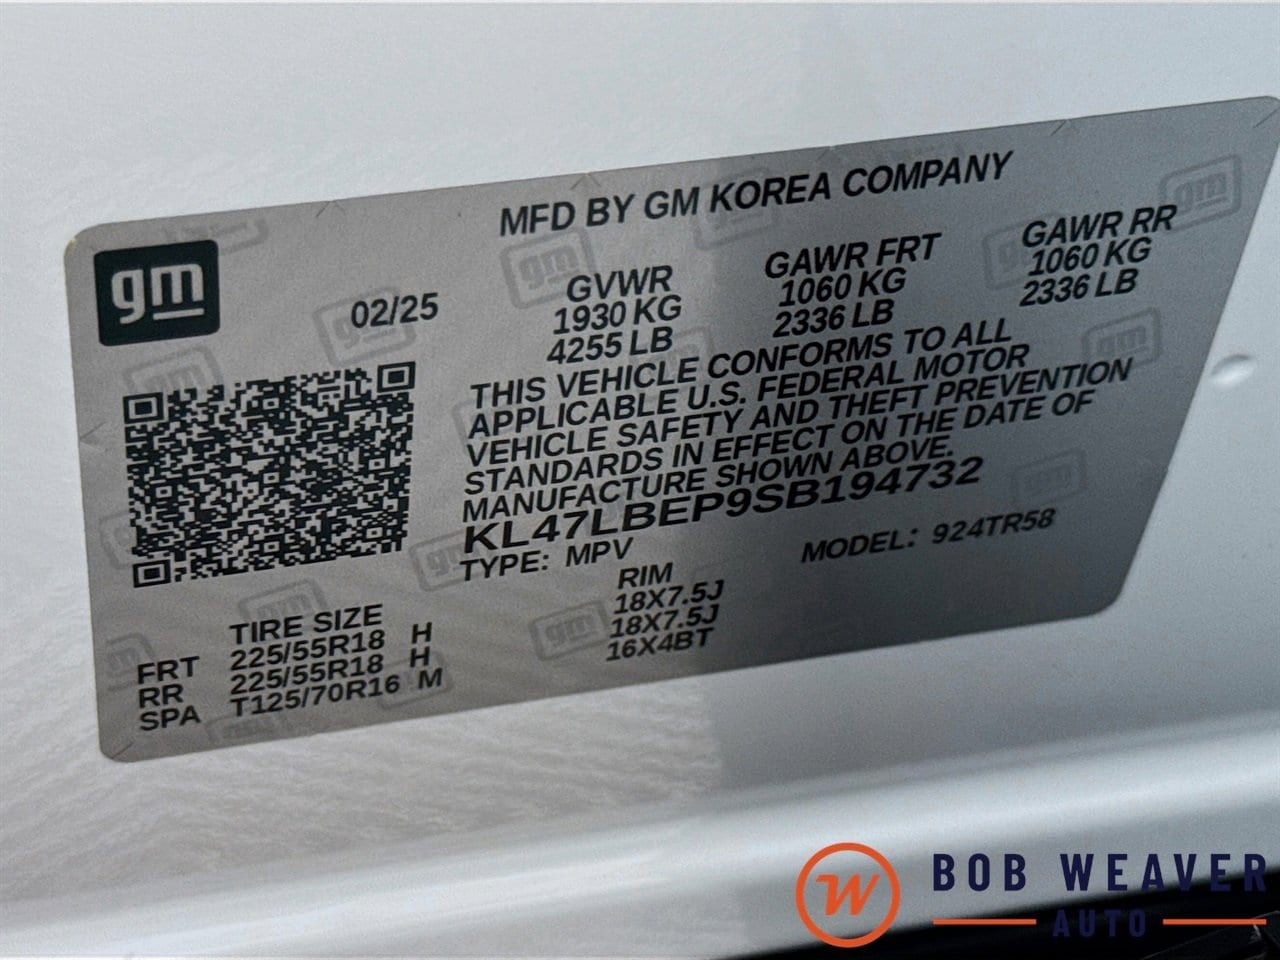 MFD BY GM KOREA COMPANY
gm
02/25
GVWR GAWR FRT GAWR RR
1930 KG 1060 KG 1060 KG
4255 LB 2336 LB 2336 LB
THIS VEHICLE CONFORMS TO ALL
APPLICABLE U.S. FEDERAL MOTOR
VEHICLE SAFETY AND THEFT PREVENTION
STANDARDS IN EFFECT ON THE DATE OF
MANUFACTURE SHOWN ABOVE.
KL47LBEP9SB194732
TYPE: MPV MODEL: 924TR58
TIRE SIZE RIM
FRT 225/55R18 H 18X7.5J
RR 225/55R18 H 18X7.5J
SPA T125/70R16 M 16X4BT
W BOB WEAVER
AUTO